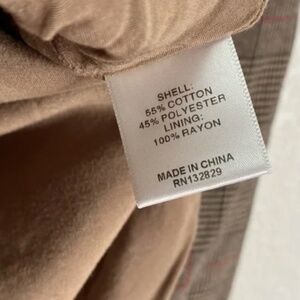 SHELL:
55% COTTON
45% POLYESTER
LINING:
100% RAYON
MADE IN CHINA
RN132829